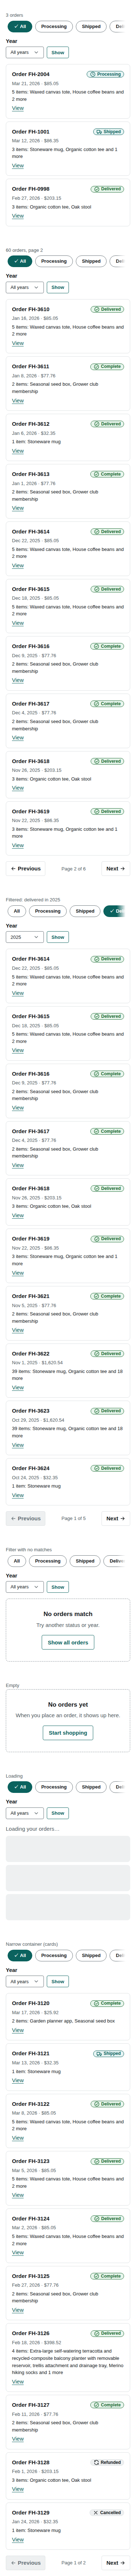 3 orders
✓ All Processing Shipped Del
Year
All years Show
Order FH-2004 Processing
Mar 21, 2026 · $85.05
5 items: Waxed canvas tote, House coffee beans and
2 more
View
Order FH-1001 Shipped
Mar 12, 2026 · $86.35
3 items: Stoneware mug, Organic cotton tee and 1
more
View
Order FH-0998 Delivered
Feb 27, 2026 · $203.15
3 items: Organic cotton tee, Oak stool
View
60 orders, page 2
✓ All Processing Shipped Del
Year
All years Show
Order FH-3610 Delivered
Jan 16, 2026 · $85.05
5 items: Waxed canvas tote, House coffee beans and
2 more
View
Order FH-3611 Complete
Jan 8, 2026 · $77.76
2 items: Seasonal seed box, Grower club
membership
View
Order FH-3612 Delivered
Jan 6, 2026 · $32.35
1 item: Stoneware mug
View
Order FH-3613 Complete
Jan 1, 2026 · $77.76
2 items: Seasonal seed box, Grower club
membership
View
Order FH-3614 Delivered
Dec 22, 2025 · $85.05
5 items: Waxed canvas tote, House coffee beans and
2 more
View
Order FH-3615 Delivered
Dec 18, 2025 · $85.05
5 items: Waxed canvas tote, House coffee beans and
2 more
View
Order FH-3616 Complete
Dec 9, 2025 · $77.76
2 items: Seasonal seed box, Grower club
membership
View
Order FH-3617 Complete
Dec 4, 2025 · $77.76
2 items: Seasonal seed box, Grower club
membership
View
Order FH-3618 Delivered
Nov 26, 2025 · $203.15
3 items: Organic cotton tee, Oak stool
View
Order FH-3619 Delivered
Nov 22, 2025 · $86.35
3 items: Stoneware mug, Organic cotton tee and 1
more
View
← Previous Page 2 of 6 Next →
Filtered: delivered in 2025
All Processing Shipped ✓ Del
Year
2025 Show
Order FH-3614 Delivered
Dec 22, 2025 · $85.05
5 items: Waxed canvas tote, House coffee beans and
2 more
View
Order FH-3615 Delivered
Dec 18, 2025 · $85.05
5 items: Waxed canvas tote, House coffee beans and
2 more
View
Order FH-3616 Complete
Dec 9, 2025 · $77.76
2 items: Seasonal seed box, Grower club
membership
View
Order FH-3617 Complete
Dec 4, 2025 · $77.76
2 items: Seasonal seed box, Grower club
membership
View
Order FH-3618 Delivered
Nov 26, 2025 · $203.15
3 items: Organic cotton tee, Oak stool
View
Order FH-3619 Delivered
Nov 22, 2025 · $86.35
3 items: Stoneware mug, Organic cotton tee and 1
more
View
Order FH-3621 Complete
Nov 5, 2025 · $77.76
2 items: Seasonal seed box, Grower club
membership
View
Order FH-3622 Delivered
Nov 1, 2025 · $1,620.54
39 items: Stoneware mug, Organic cotton tee and 18
more
View
Order FH-3623 Delivered
Oct 29, 2025 · $1,620.54
39 items: Stoneware mug, Organic cotton tee and 18
more
View
Order FH-3624 Delivered
Oct 24, 2025 · $32.35
1 item: Stoneware mug
View
← Previous Page 1 of 5 Next →
Filter with no matches
All Processing Shipped Delive
Year
All years Show
No orders match
Try another status or year.
Show all orders
Empty
No orders yet
When you place an order, it shows up here.
Start shopping
Loading
✓ All Processing Shipped Del
Year
All years Show
Loading your orders…
Narrow container (cards)
✓ All Processing Shipped Del
Year
All years Show
Order FH-3120 Complete
Mar 17, 2026 · $25.92
2 items: Garden planner app, Seasonal seed box
View
Order FH-3121 Shipped
Mar 13, 2026 · $32.35
1 item: Stoneware mug
View
Order FH-3122 Delivered
Mar 8, 2026 · $85.05
5 items: Waxed canvas tote, House coffee beans and
2 more
View
Order FH-3123 Delivered
Mar 5, 2026 · $85.05
5 items: Waxed canvas tote, House coffee beans and
2 more
View
Order FH-3124 Delivered
Mar 2, 2026 · $85.05
5 items: Waxed canvas tote, House coffee beans and
2 more
View
Order FH-3125 Complete
Feb 27, 2026 · $77.76
2 items: Seasonal seed box, Grower club
membership
View
Order FH-3126 Delivered
Feb 18, 2026 · $398.52
4 items: Extra-large self-watering terracotta and
recycled-composite balcony planter with removable
reservoir, trellis attachment and drainage tray, Merino
hiking socks and 1 more
View
Order FH-3127 Complete
Feb 11, 2026 · $77.76
2 items: Seasonal seed box, Grower club
membership
View
Order FH-3128 Refunded
Feb 1, 2026 · $203.15
3 items: Organic cotton tee, Oak stool
View
Order FH-3129 Cancelled
Jan 24, 2026 · $32.35
1 item: Stoneware mug
View
← Previous Page 1 of 2 Next →